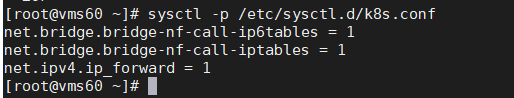 [root@vms60 ~]# sysctl -p /etc/sysctl.d/k8s.conf
net.bridge.bridge-nf-call-ip6tables = 1
net.bridge.bridge-nf-call-iptables = 1
net.ipv4.ip_forward = 1
[root@vms60 ~]#